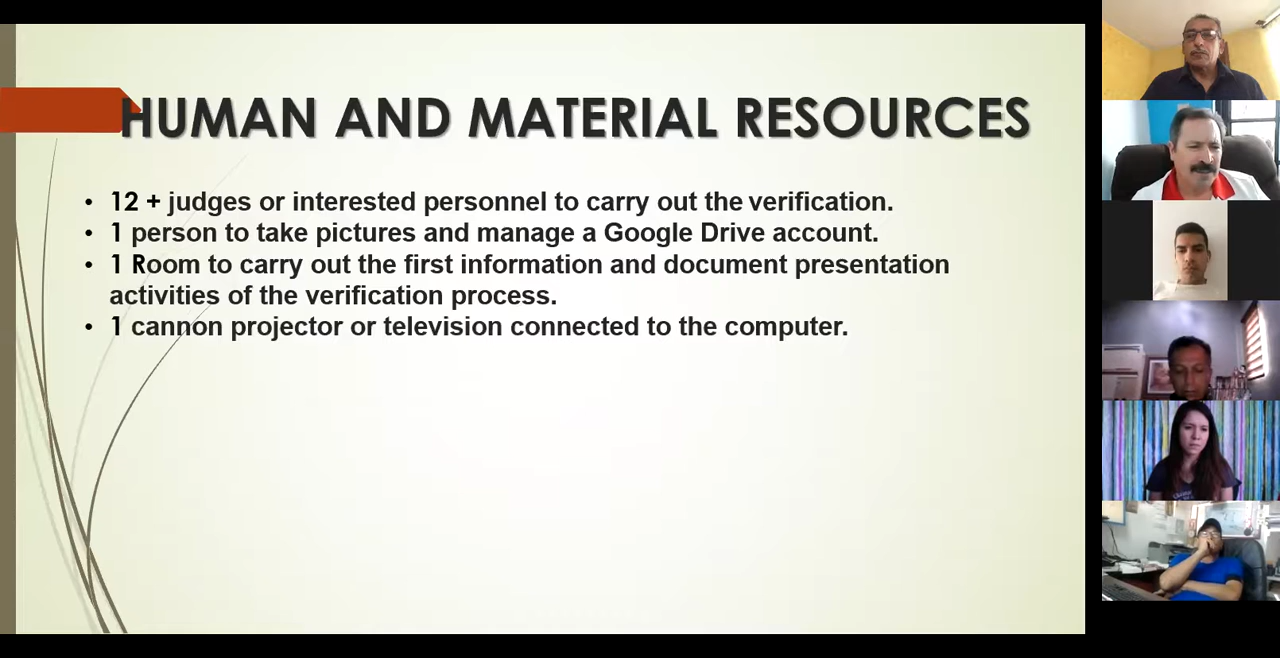 HUMAN AND MATERIAL RESOURCES
• 12 + judges or interested personnel to carry out the verification.
• 1 person to take pictures and manage a Google Drive account.
• 1 Room to carry out the first information and document presentation
activities of the verification process.
• 1 cannon projector or television connected to the computer.